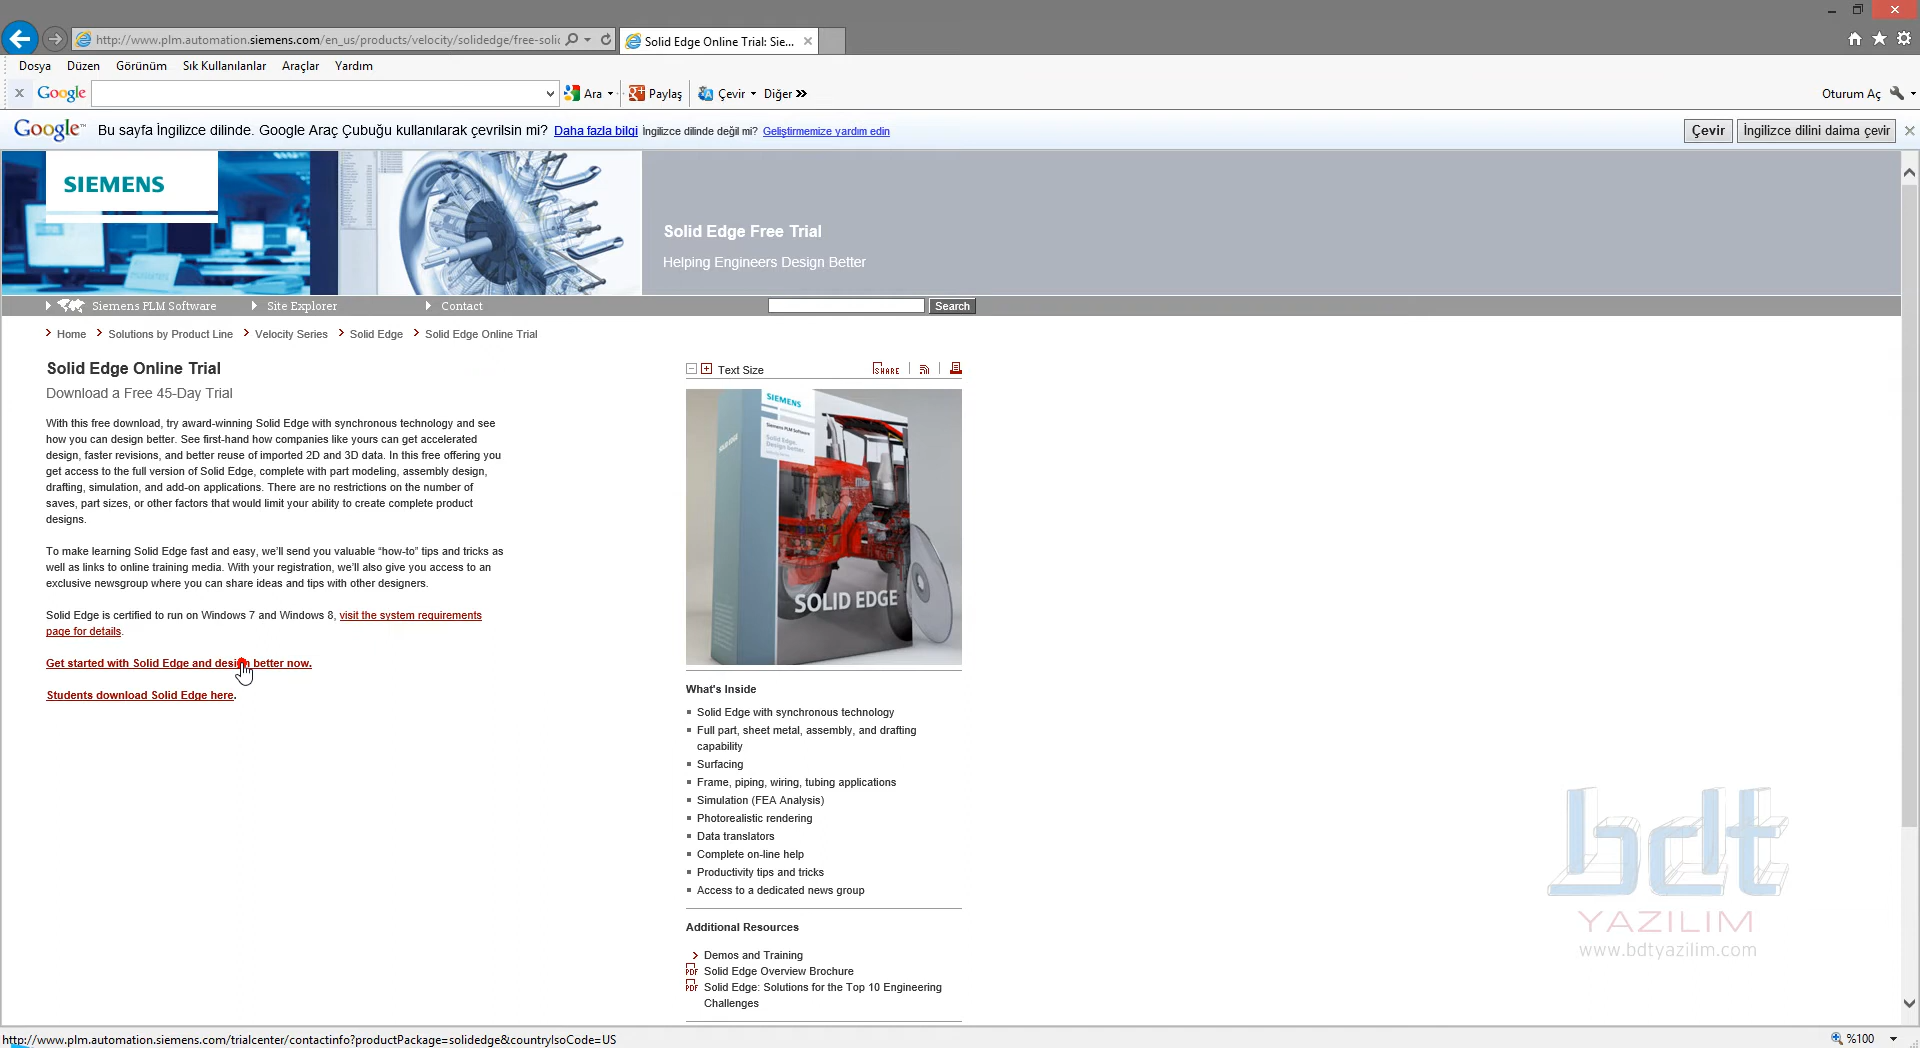 http://www.plm.automation.siemens.com/en_us/products/velocity/solidedge/free-solic
Solid Edge Online Trial: Sie...
Dosya Düzen Görünüm Sık Kullanılanlar Araçlar Yardım
Google Ara Paylaş Çevir Diğer Oturum Aç
Google Bu sayfa İngilizce dilinde. Google Araç Çubuğu kullanılarak çevrilsin mi? Daha fazla bilgi İngilizce dilinde değil mi? Geliştirmemize yardım edin Çevir İngilizce dilini daima çevir
SIEMENS
Solid Edge Free Trial
Helping Engineers Design Better
Siemens PLM Software Site Explorer Contact Search
Home Solutions by Product Line Velocity Series Solid Edge Solid Edge Online Trial
Solid Edge Online Trial
Download a Free 45-Day Trial
With this free download, try award-winning Solid Edge with synchronous technology and see
how you can design better. See first-hand how companies like yours can get accelerated
design, faster revisions, and better reuse of imported 2D and 3D data. In this free offering you
get access to the full version of Solid Edge, complete with part modeling, assembly design,
drafting, simulation, and add-on applications. There are no restrictions on the number of
saves, part sizes, or other factors that would limit your ability to create complete product
designs.
To make learning Solid Edge fast and easy, we'll send you valuable “how-to” tips and tricks as
well as links to online training media. With your registration, we'll also give you access to an
exclusive newsgroup where you can share ideas and tips with other designers.
Solid Edge is certified to run on Windows 7 and Windows 8, visit the system requirements
page for details.
Get started with Solid Edge and design better now.
Students download Solid Edge here.
Text Size SHARE
SIEMENS
Siemens PLM Software
Solid Edge.
Design better.
SOLID EDGE
SOLID EDGE
What's Inside
Solid Edge with synchronous technology
Full part, sheet metal, assembly, and drafting
capability
Surfacing
Frame, piping, wiring, tubing applications
Simulation (FEA Analysis)
Photorealistic rendering
Data translators
Complete on-line help
Productivity tips and tricks
Access to a dedicated news group
Additional Resources
Demos and Training
PDF Solid Edge Overview Brochure
PDF Solid Edge: Solutions for the Top 10 Engineering
Challenges
bdt
YAZILIM
www.bdtyazilim.com
http://www.plm.automation.siemens.com/trialcenter/contactinfo?productPackage=solidedge&countryIsoCode=US
%100